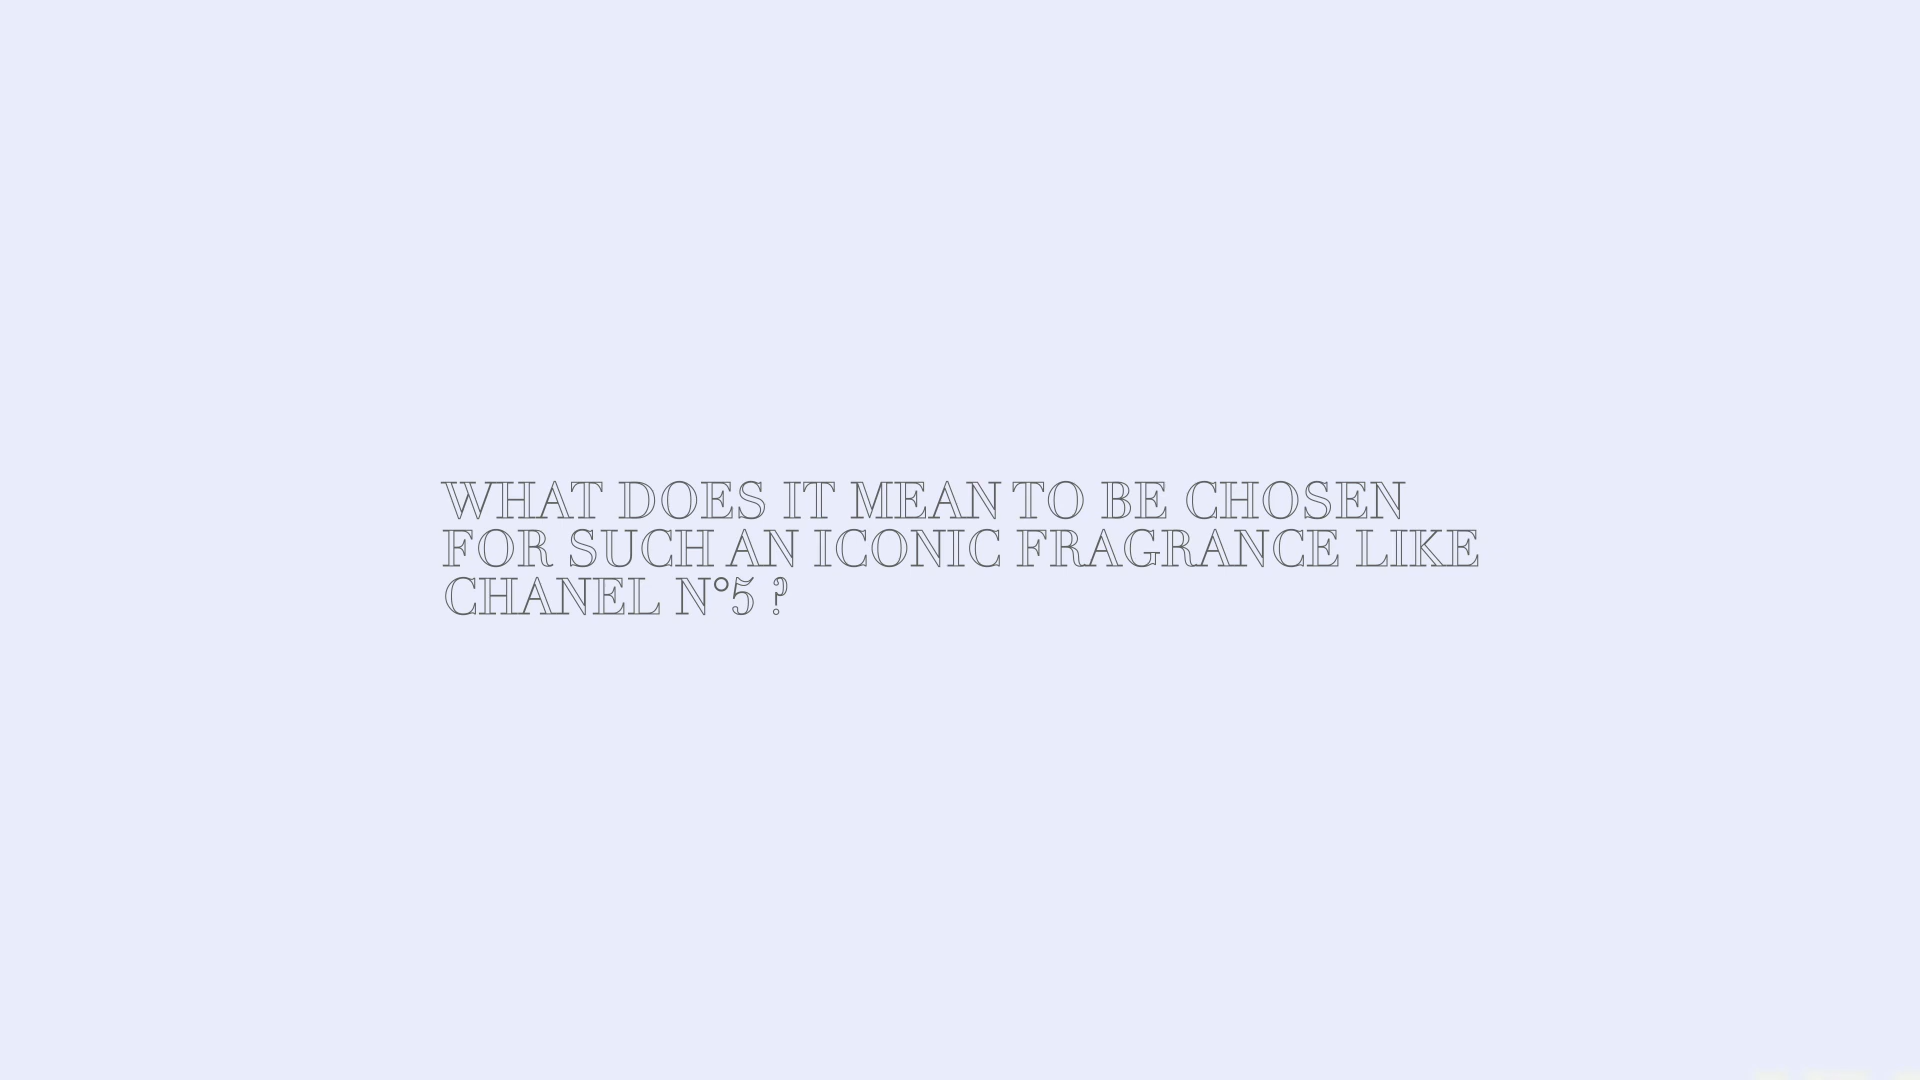 WHAT DOES IT MEAN TO BE CHOSEN
FOR SUCH AN ICONIC FRAGRANCE LIKE
CHANEL N°5 ?